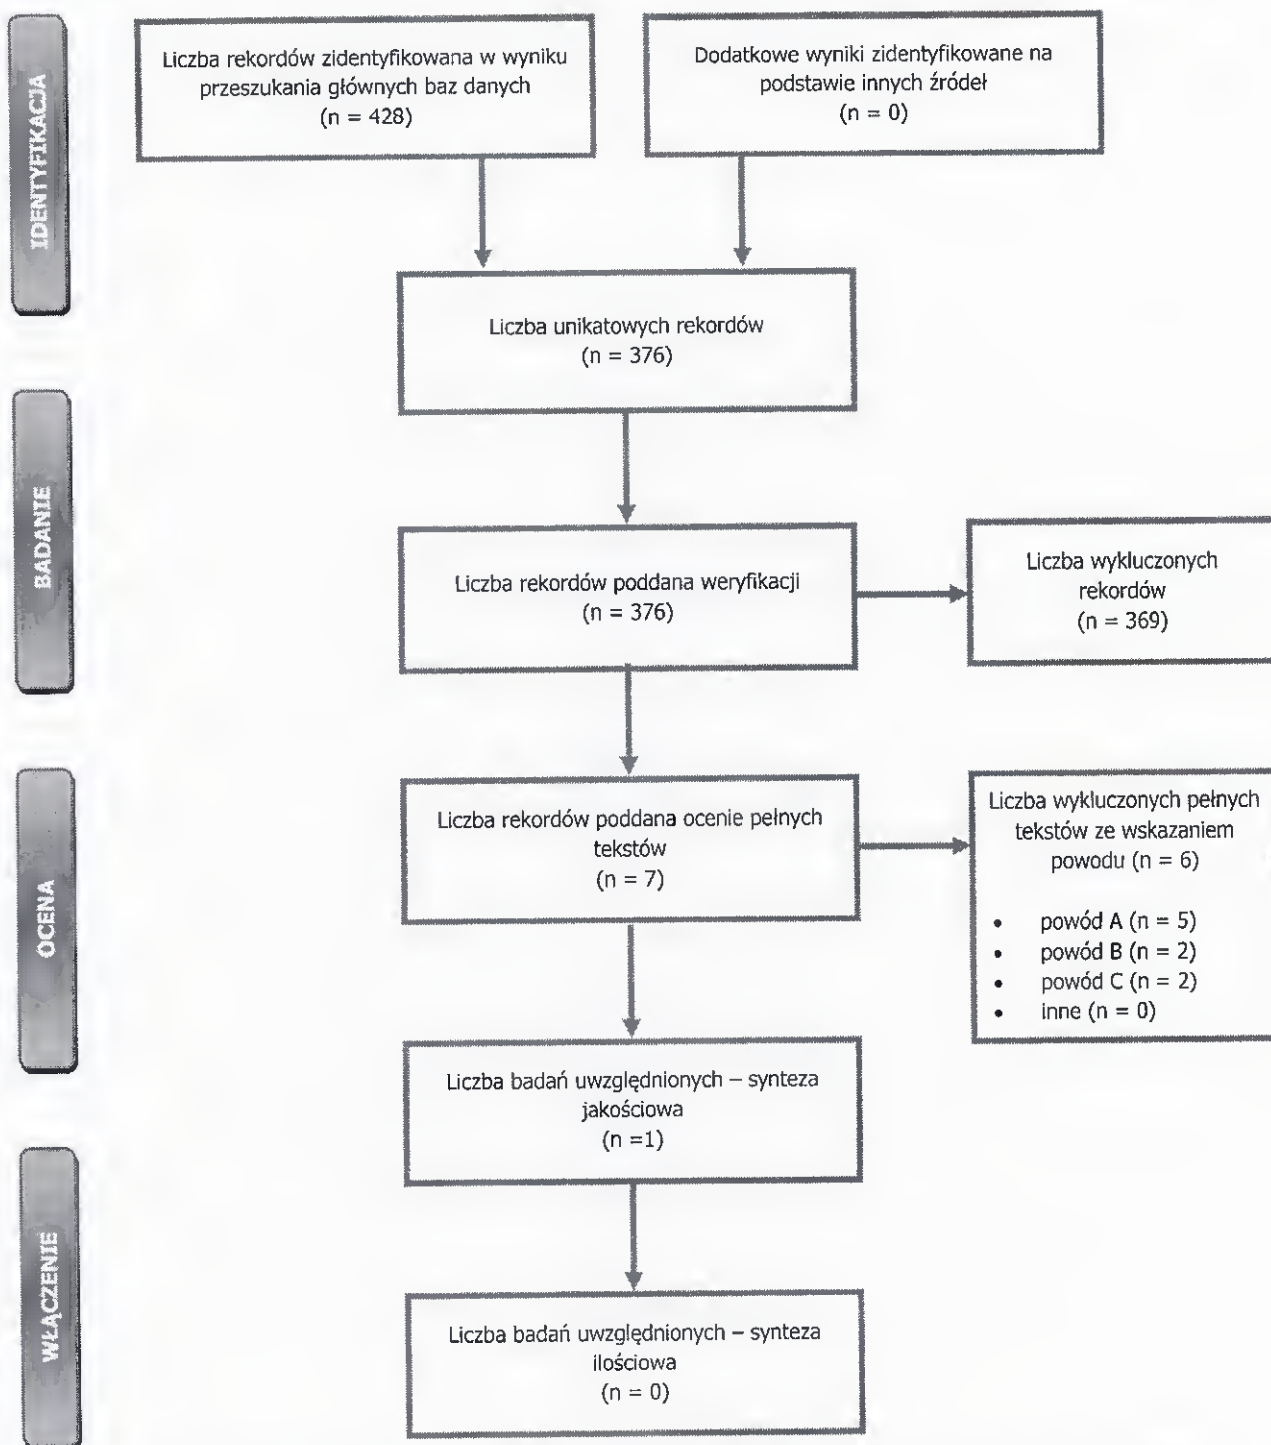 IDENTYFIKACJA
Liczba rekordów zidentyfikowana w wyniku
przeszukania głównych baz danych
(n = 428)
Dodatkowe wyniki zidentyfikowane na
podstawie innych źródeł
(n = 0)
Liczba unikatowych rekordów
(n = 376)
BADANIE
Liczba rekordów poddana weryfikacji
(n = 376)
Liczba wykluczonych
rekordów
(n = 369)
OCENA
Liczba rekordów poddana ocenie pełnych
tekstów
(n = 7)
Liczba wykluczonych pełnych
tekstów ze wskazaniem
powodu (n = 6)
• powód A (n = 5)
• powód B (n = 2)
• powód C (n = 2)
• inne (n = 0)
Liczba badań uwzględnionych – synteza
jakościowa
(n =1)
WŁĄCZENIE
Liczba badań uwzględnionych – synteza
ilościowa
(n = 0)